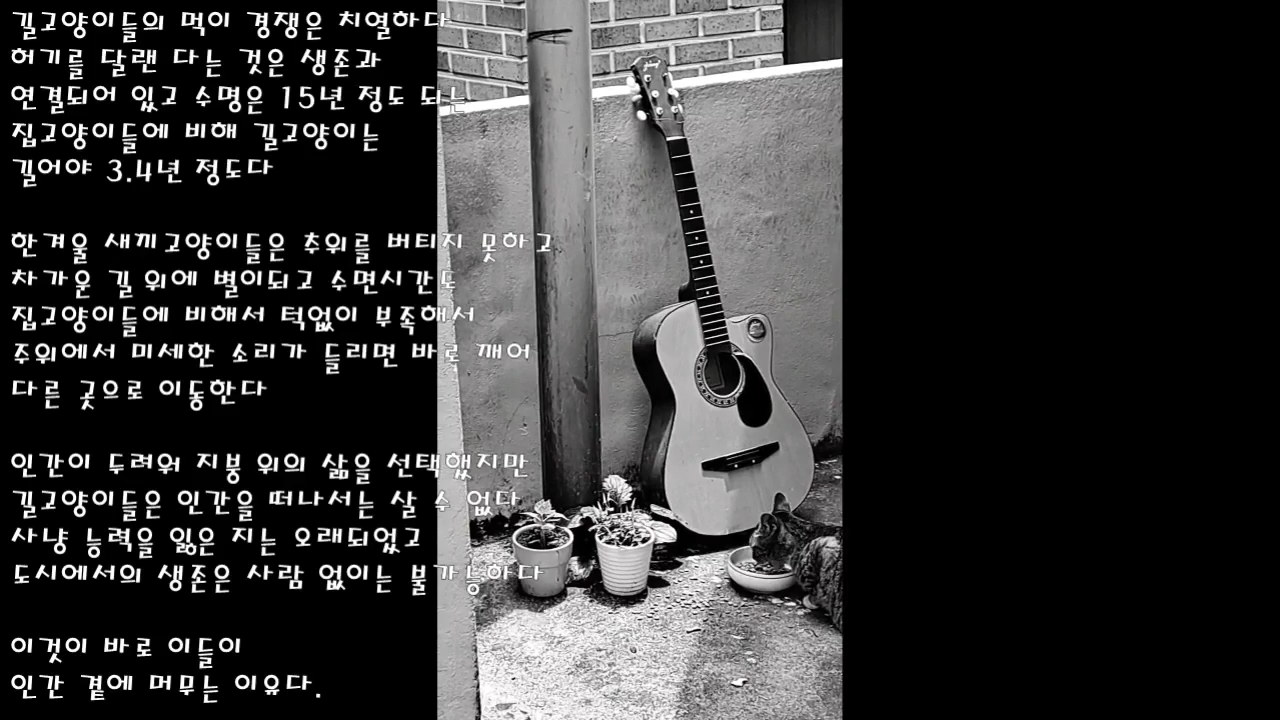 길고양이들의 먹이 경쟁은 치열하다
허기를 달랜 다는 것은 생존과
연결되어 있고 수명은 15년 정도 되는
집고양이들에 비해 길고양이는
길어야 3.4년 정도다
한겨울 새끼고양이들은 추위를 버티지 못하고
차가운 길 위에 별이되고 수면시간도
집고양이들에 비해서 턱없이 부족해서
주위에서 미세한 소리가 들리면 바로 깨어
다른 곳으로 이동한다
인간이 두려워 지붕 위의 삶을 선택했지만
길고양이들은 인간을 떠나서는 살 수 없다
사냥 능력을 잃은 지는 오래되었고
도시에서의 생존은 사람 없이는 불가능하다
이것이 바로 이들이
인간 곁에 머무는 이유다.